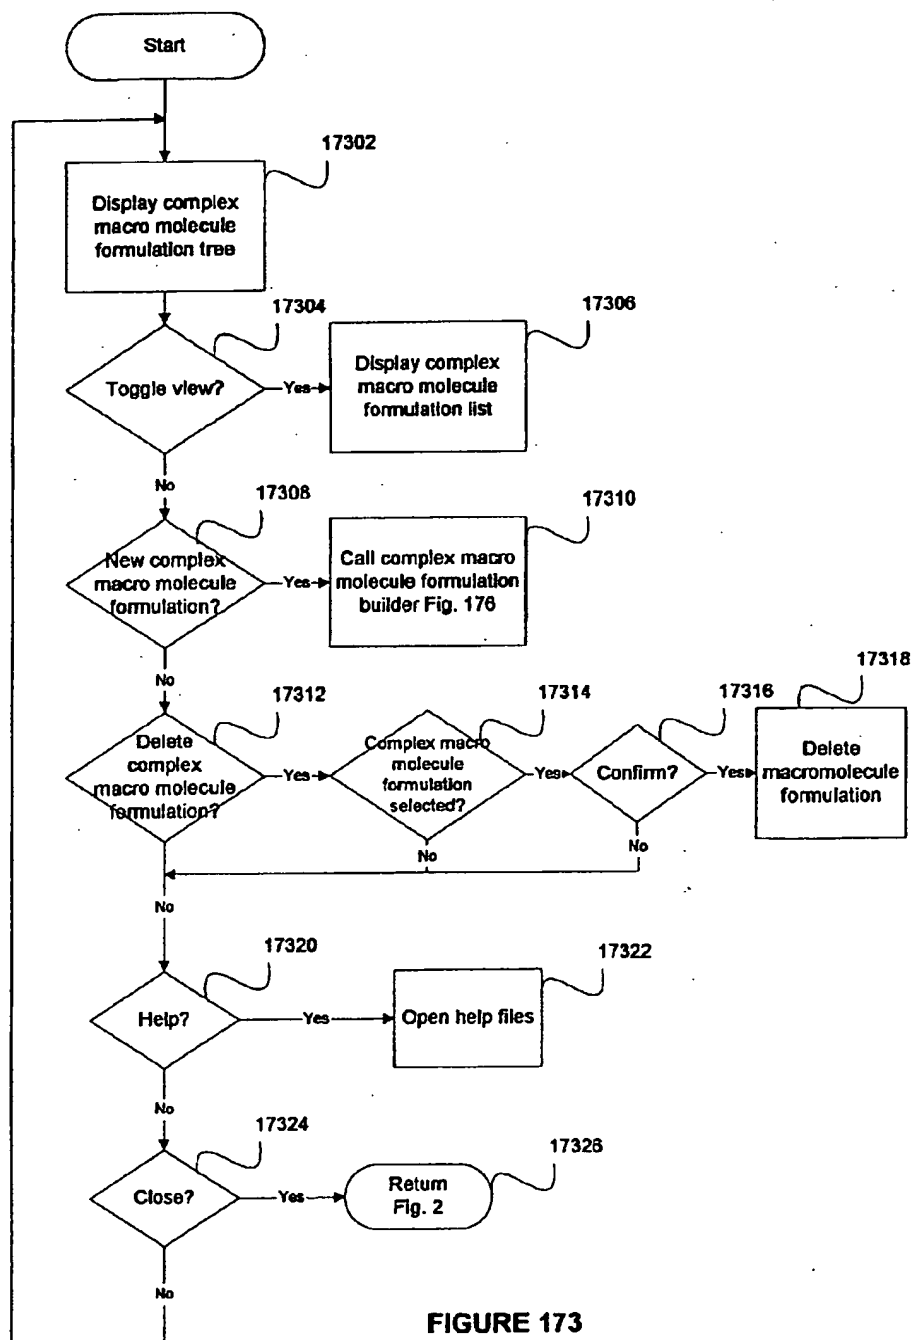 Start
17302
Display complex
macro molecule
formulation tree
17304
Toggle view?
Yes
17306
Display complex
macro molecule
formulation list
No
17308
New complex
macro molecule
formulation?
Yes
17310
Call complex macro
molecule formulation
builder Fig. 176
No
17312
Delete
complex
macro molecule
formulation?
Yes
17314
Complex macro
molecule
formulation
selected?
Yes
17316
Confirm?
Yes
17318
Delete
macromolecule
formulation
No
No
No
17320
Help?
Yes
17322
Open help files
No
17324
Close?
Yes
17326
Return
Fig. 2
No
FIGURE 173